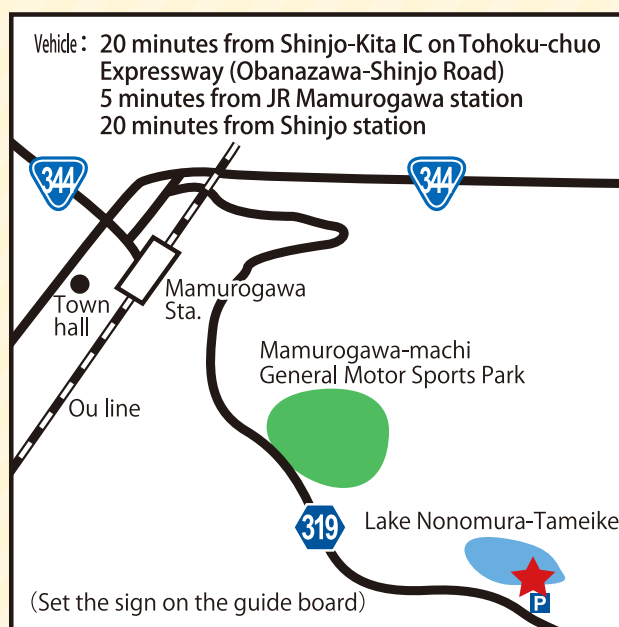 Vehicle : 20 minutes from Shinjo-Kita IC on Tohoku-chuo
Expressway (Obanazawa-Shinjo Road)
5 minutes from JR Mamurogawa station
20 minutes from Shinjo station
344
344
Mamurogawa
Sta.
Town
hall
Mamurogawa-machi
General Motor Sports Park
Ou line
319
Lake Nonomura-Tameike
P
(Set the sign on the guide board)